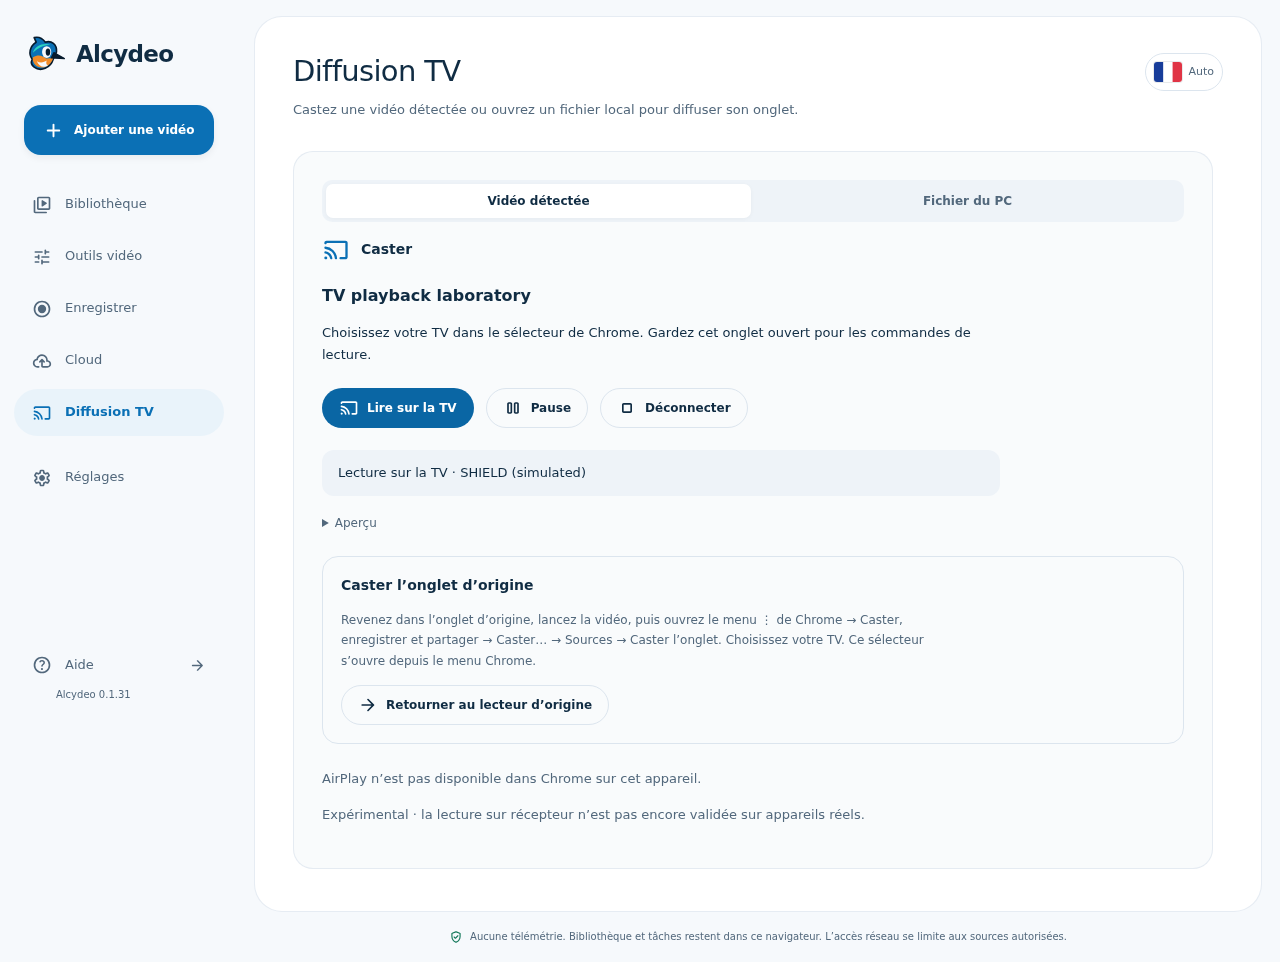 Alcydeo
Ajouter une vidéo
Bibliothèque
Outils vidéo
Enregistrer
Cloud
Diffusion TV
Réglages
Aide
Alcydeo 0.1.31
Diffusion TV
Auto
Castez une vidéo détectée ou ouvrez un fichier local pour diffuser son onglet.
Vidéo détectée
Fichier du PC
Caster
TV playback laboratory
Choisissez votre TV dans le sélecteur de Chrome. Gardez cet onglet ouvert pour les commandes de
lecture.
Lire sur la TV
Pause
Déconnecter
Lecture sur la TV · SHIELD (simulated)
Aperçu
Caster l’onglet d’origine
Revenez dans l’onglet d’origine, lancez la vidéo, puis ouvrez le menu ⋮ de Chrome → Caster,
enregistrer et partager → Caster… → Sources → Caster l’onglet. Choisissez votre TV. Ce sélecteur
s’ouvre depuis le menu Chrome.
Retourner au lecteur d’origine
AirPlay n’est pas disponible dans Chrome sur cet appareil.
Expérimental · la lecture sur récepteur n’est pas encore validée sur appareils réels.
Aucune télémétrie. Bibliothèque et tâches restent dans ce navigateur. L’accès réseau se limite aux sources autorisées.